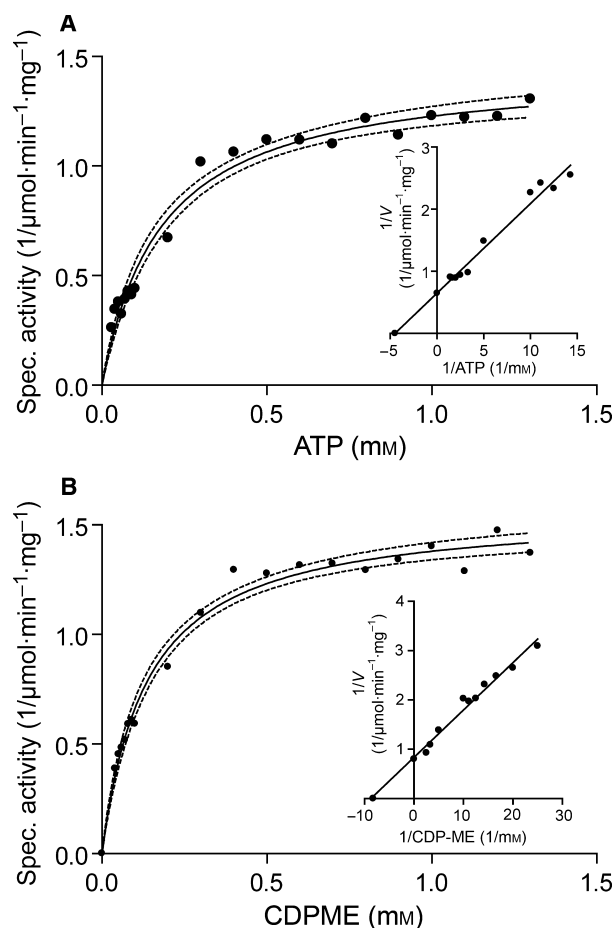 A
Spec. activity (1/µmol·min⁻¹·mg⁻¹)
1.5
1.0
0.5
0.0
0.0 0.5 1.0 1.5
ATP (mM)
1/V
(1/µmol·min⁻¹·mg⁻¹)
3
2
1
–5 0 5 10 15
1/ATP (1/mM)
B
Spec. activity (1/µmol·min⁻¹·mg⁻¹)
1.5
1.0
0.5
0.0
0.0 0.5 1.0 1.5
CDPME (mM)
1/V
(1/µmol·min⁻¹·mg⁻¹)
4
3
2
1
–10 0 10 20 30
1/CDP-ME (1/mM)